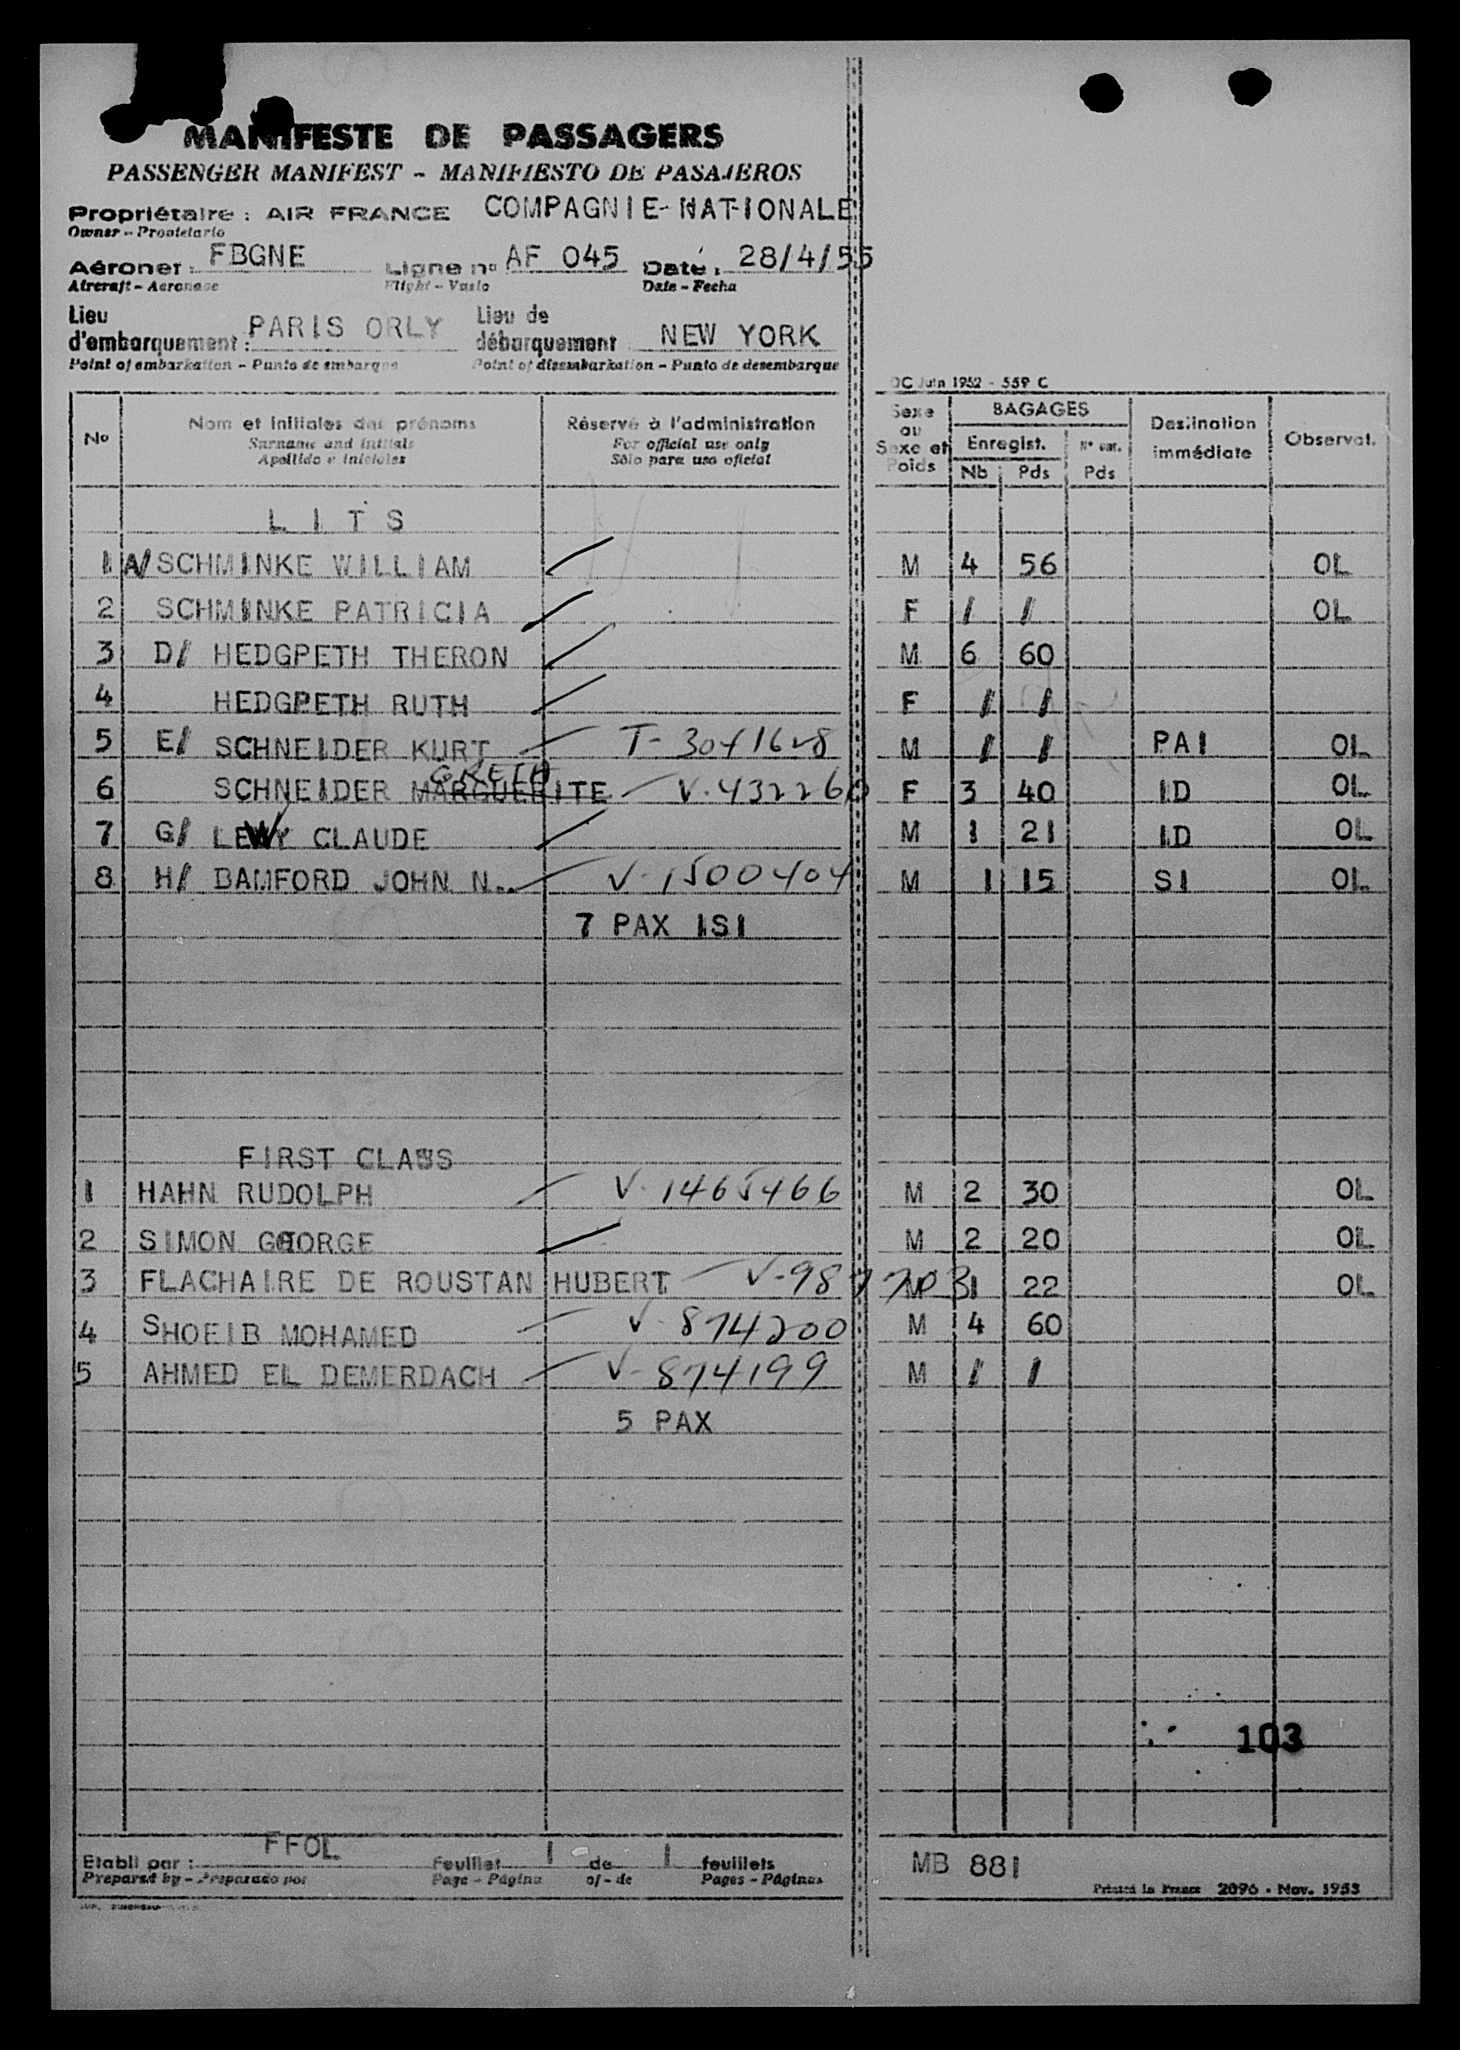 MANIFESTE DE PASSAGERS
PASSENGER MANIFEST - MANIFIESTO DE PASAJEROS
Propriétaire : AIR FRANCE COMPAGNIE NATIONALE
Owner - Propietario
Aéronef : FBGNE Ligne no AF 045 Date : 28/4/55
Aircraft - Aeronave Flight - Vuelo Date - Fecha
Lieu d'embarquement : PARIS ORLY Lieu de débarquement NEW YORK
Point of embarkation - Punto de embarque Point of disembarkation - Punto de desembarque
OC Juin 1952 - 559 C
No Nom et initiales des prénoms Réservé à l'administration Sexe ou Sexe et Poids BAGAGES Destination immédiate Observat.
Surname and initials For official use only Enregist.
Apellido e iniciales Sólo para uso oficial Nb Pds Pds
L I T S
1 A/ SCHMINKE WILLIAM M 4 56 OL
2 SCHMINKE PATRICIA F / / OL
3 D/ HEDGPETH THERON M 6 60
4 HEDGPETH RUTH F / /
5 E/ SCHNEIDER KURT T-3041628 M / / PAI OL
GRETA
6 SCHNEIDER MARGUERITE V-432260 F 3 40 ID OL
7 G/ LEWY CLAUDE M 1 21 ID OL
8 H/ BAMFORD JOHN N.. V-1500404 M 1 15 SI OL
7 PAX ISI
FIRST CLASS
1 HAHN RUDOLPH V-1465466 M 2 30 OL
2 SIMON GEORGE M 2 20 OL
3 FLACHAIRE DE ROUSTAN HUBERT V-987703 M 1 22 OL
4 SHOEIB MOHAMED V-874200 M 4 60
5 AHMED EL DEMERDACH V-874199 M / /
5 PAX
103
Etabli par : FFOL Feuillet 1 de 1 feuillets MB 881
Prepared by - Preparado por Page - Página of - de Pages - Páginas
Printed in France 2096 - Nov. 1953